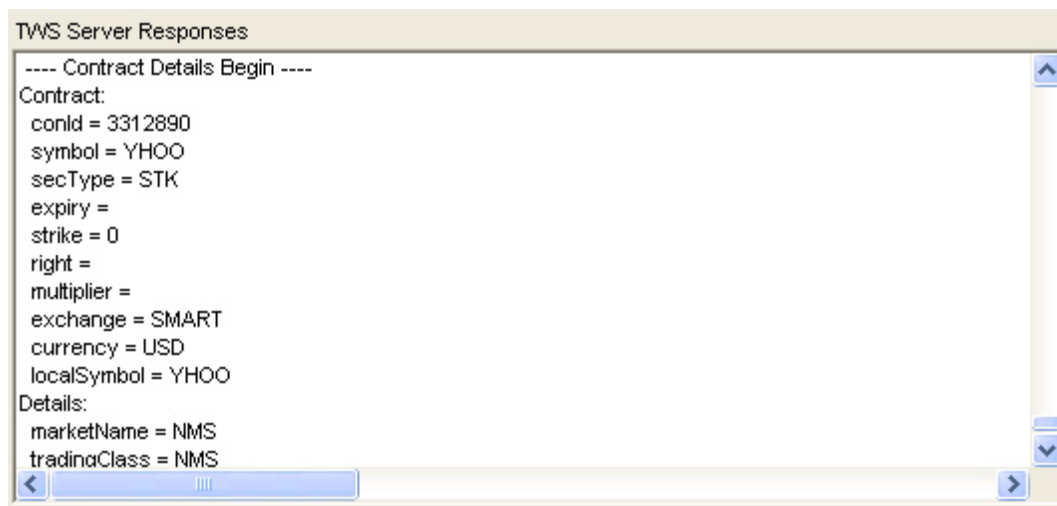 TWS Server Responses
---- Contract Details Begin ----
Contract:
conId = 3312890
symbol = YHOO
secType = STK
expiry =
strike = 0
right =
multiplier =
exchange = SMART
currency = USD
localSymbol = YHOO
Details:
marketName = NMS
tradingClass = NMS